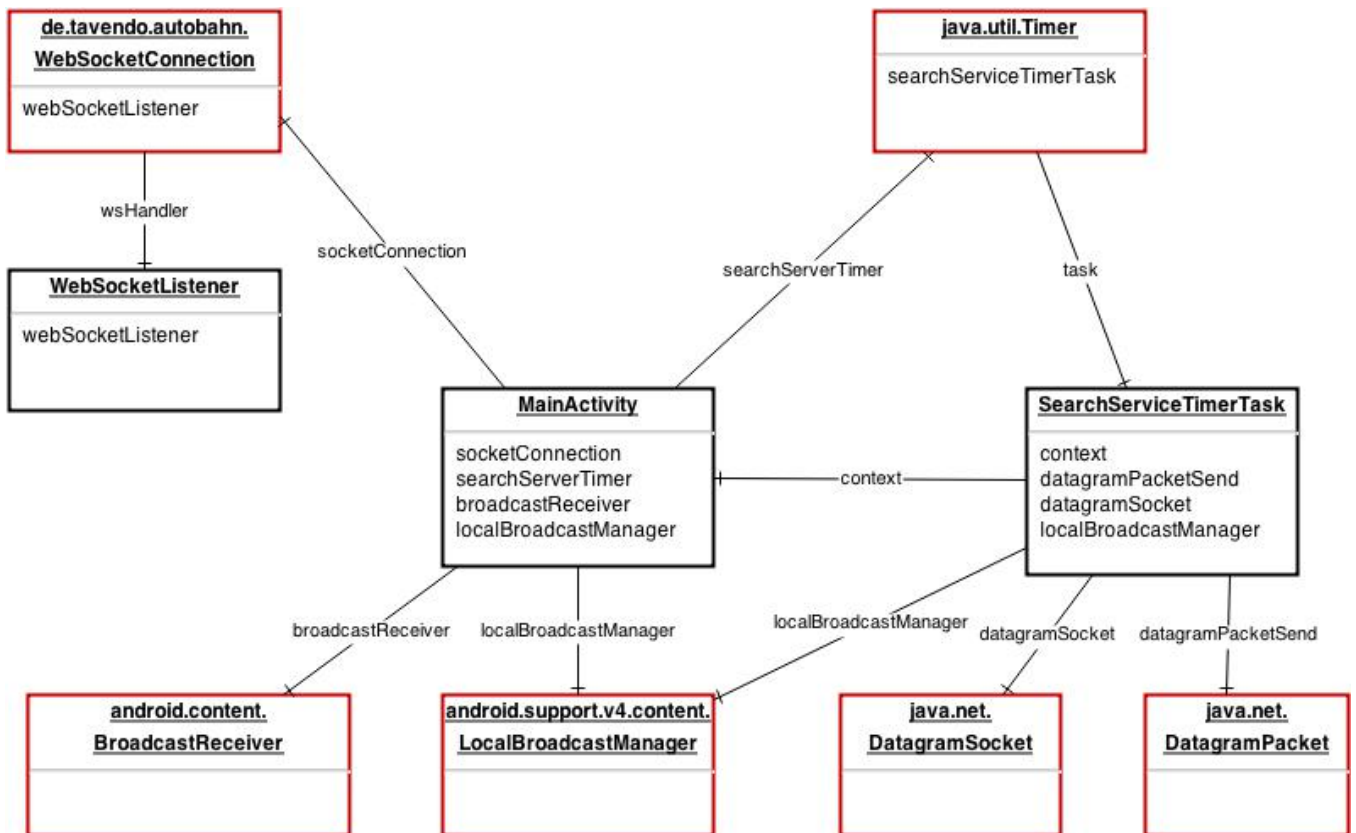 de.tavendo.autobahn.
WebSocketConnection
webSocketListener
java.util.Timer
searchServiceTimerTask
wsHandler
socketConnection
searchServerTimer
task
WebSocketListener
webSocketListener
MainActivity
socketConnection
searchServerTimer
broadcastReceiver
localBroadcastManager
context
SearchServiceTimerTask
context
datagramPacketSend
datagramSocket
localBroadcastManager
broadcastReceiver
localBroadcastManager
localBroadcastManager
datagramSocket
datagramPacketSend
android.content.
BroadcastReceiver
android.support.v4.content.
LocalBroadcastManager
java.net.
DatagramSocket
java.net.
DatagramPacket